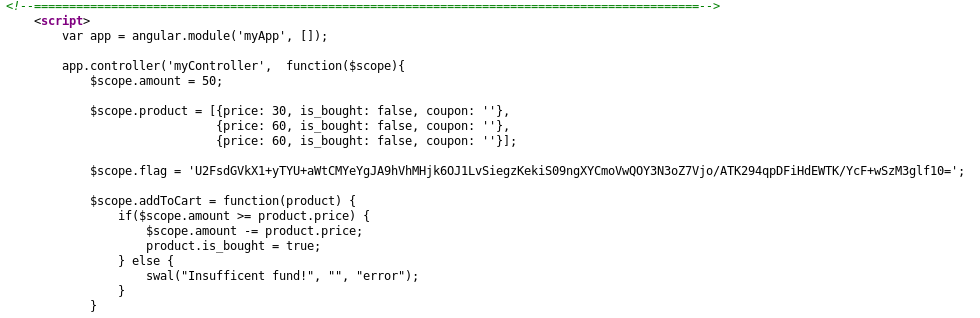 <!--===============================================================================================-->
<script>
var app = angular.module('myApp', []);
app.controller('myController',  function($scope){
$scope.amount = 50;
$scope.product = [{price: 30, is_bought: false, coupon: ''},
{price: 60, is_bought: false, coupon: ''},
{price: 60, is_bought: false, coupon: ''}];
$scope.flag = 'U2FsdGVkX1+yTYU+aWtCMYeYgJA9hVhMHjk6OJ1LvSiegzKekiS09ngXYCmoVwQOY3N3oZ7Vjo/ATK294qpDFiHdEWTK/YcF+wSzM3glf10=';
$scope.addToCart = function(product) {
if($scope.amount >= product.price) {
$scope.amount -= product.price;
product.is_bought = true;
} else {
swal("Insufficent fund!", "", "error");
}
}